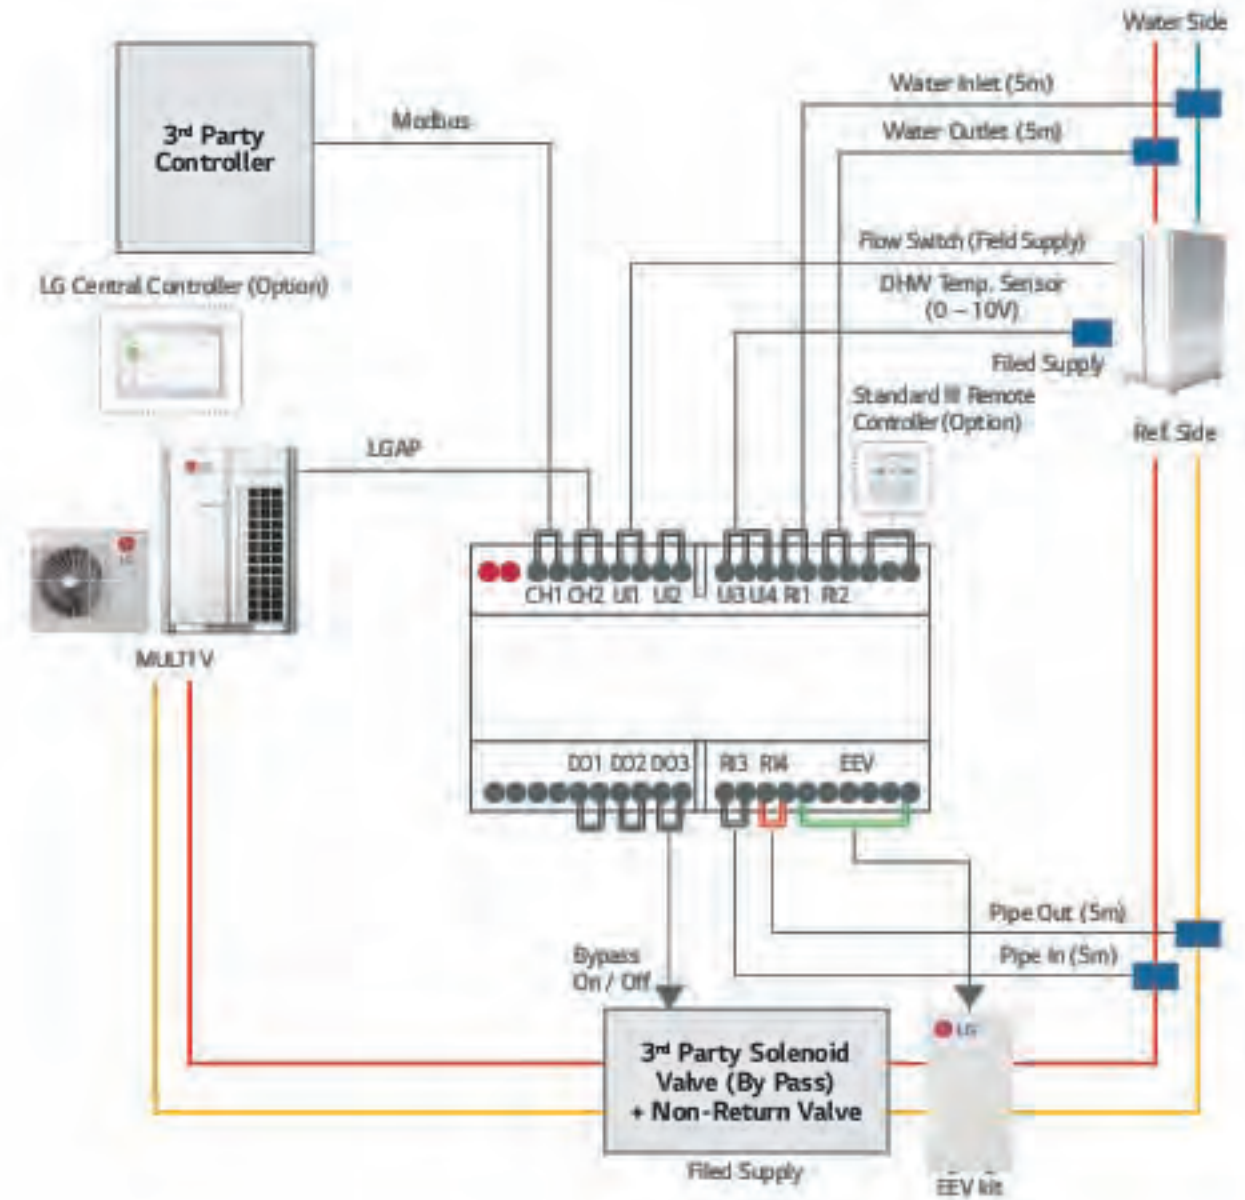 Water Side
Water Inlet (5m)
Modbus
Water Outlet (5m)
3rd Party
Controller
Flow Switch (Field Supply)
LG Central Controller (Option)
DHW Temp. Sensor
(0 – 10V)
Filed Supply
Standard III Remote
Controller (Option)
Ref. Side
LGAP
LG
LG
CH1 CH2 UI1 UI2 UI3 UI4 RI1 RI2
MULTI V
DO1 DO2 DO3 RI3 RI4 EEV
Pipe Out (5m)
Bypass
On / Off
Pipe In (5m)
LG
3rd Party Solenoid
Valve (By Pass)
+ Non-Return Valve
Filed Supply
EEV kit